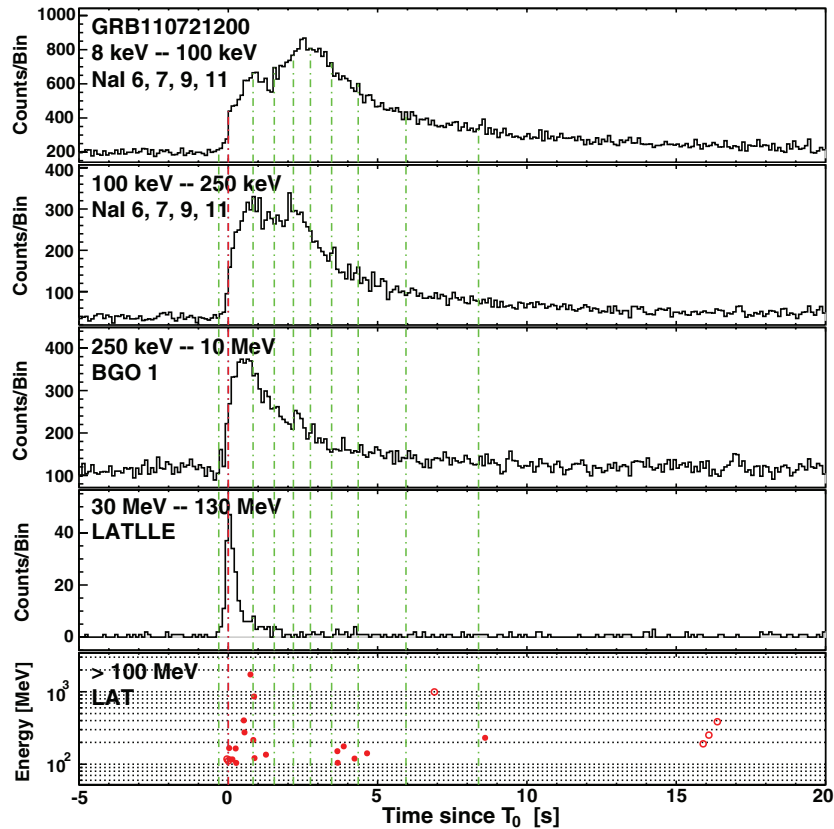 GRB110721200
8 keV -- 100 keV
NaI 6, 7, 9, 11
Counts/Bin
1000
800
600
400
200
100 keV -- 250 keV
NaI 6, 7, 9, 11
Counts/Bin
400
300
200
100
250 keV -- 10 MeV
BGO 1
Counts/Bin
400
300
200
100
30 MeV -- 130 MeV
LATLLE
Counts/Bin
40
20
0
> 100 MeV
LAT
Energy [MeV]
10³
10²
-5 0 5 10 15 20
Time since T₀ [s]